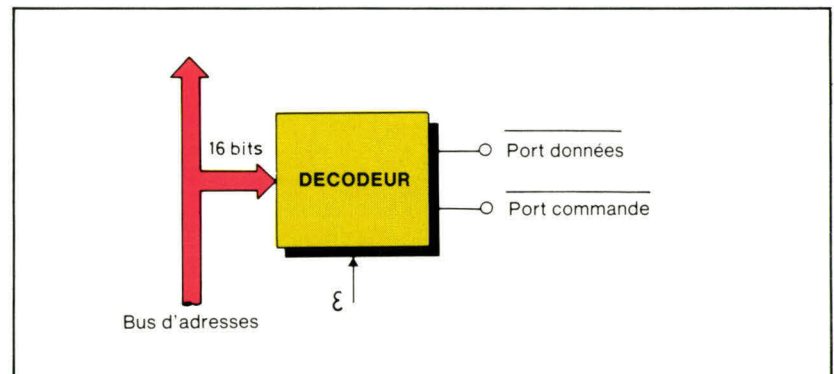 16 bits
DECODEUR
Port données
Port commande
Bus d'adresses
ε